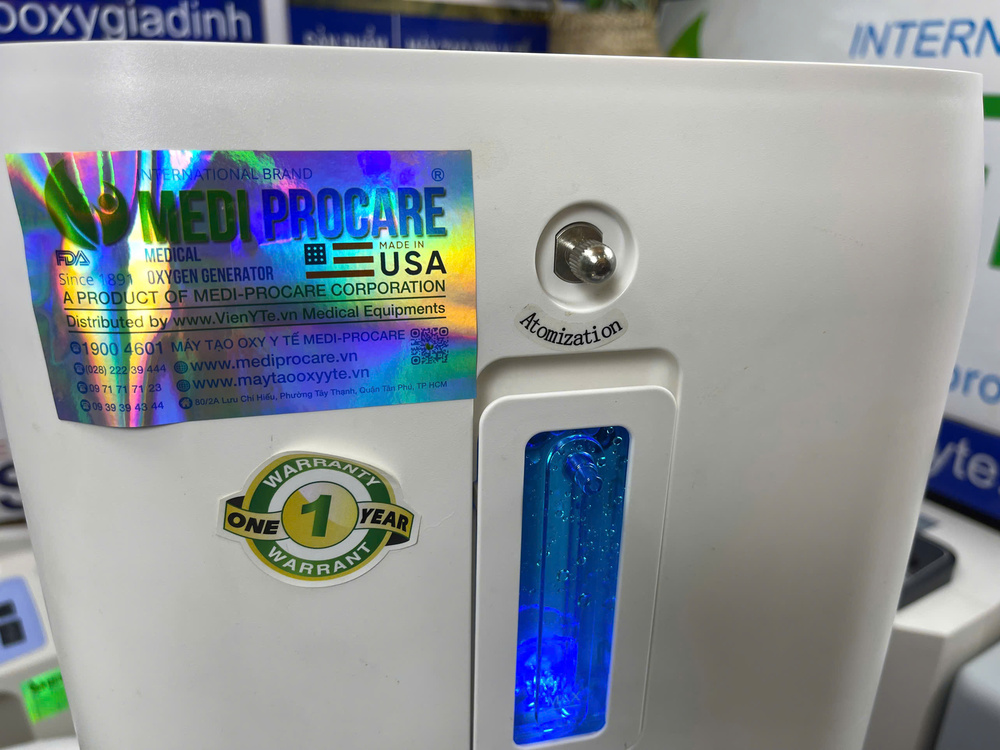 ooxygiadinh
INTERN
INTERNATIONAL BRAND
®
MEDI PROCARE
FDA
MEDICAL
OXYGEN GENERATOR
MADE IN
USA
Since 1891
A PRODUCT OF MEDI-PROCARE CORPORATION
Distributed by www.VienYTe.vn Medical Equipments
1900 4601 MÁY TẠO OXY Y TẾ MEDI-PROCARE
(028) 222 39 444 www.mediprocare.vn
09 71 71 71 23 www.maytaooxyyte.vn
09 39 39 43 44 80/2A Lưu Chí Hiếu, Phường Tây Thạnh, Quận Tân Phú, TP HCM
Atomization
WARRANTY
ONE 1 YEAR
WARRANT
MAX
pro
yte